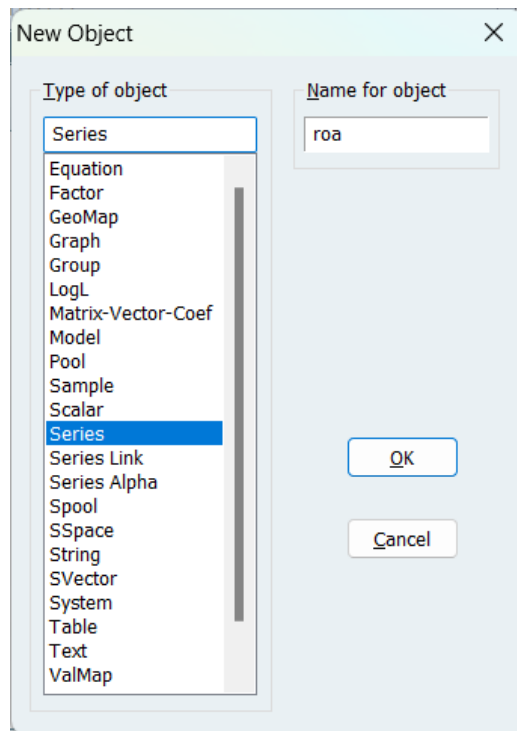 New Object
Type of object
Series
Equation
Factor
GeoMap
Graph
Group
LogL
Matrix-Vector-Coef
Model
Pool
Sample
Scalar
Series
Series Link
Series Alpha
Spool
SSpace
String
SVector
System
Table
Text
ValMap
Name for object
roa
OK
Cancel